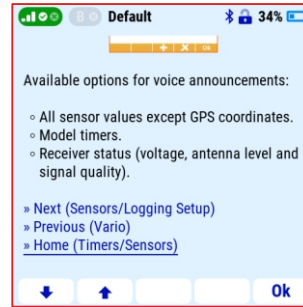 B Default 34%
+ X OK
Available options for voice announcements:
◦ All sensor values except GPS coordinates.
◦ Model timers.
◦ Receiver status (voltage, antenna level and
signal quality).
» Next (Sensors/Logging Setup)
» Previous (Vario)
» Home (Timers/Sensors)
Ok